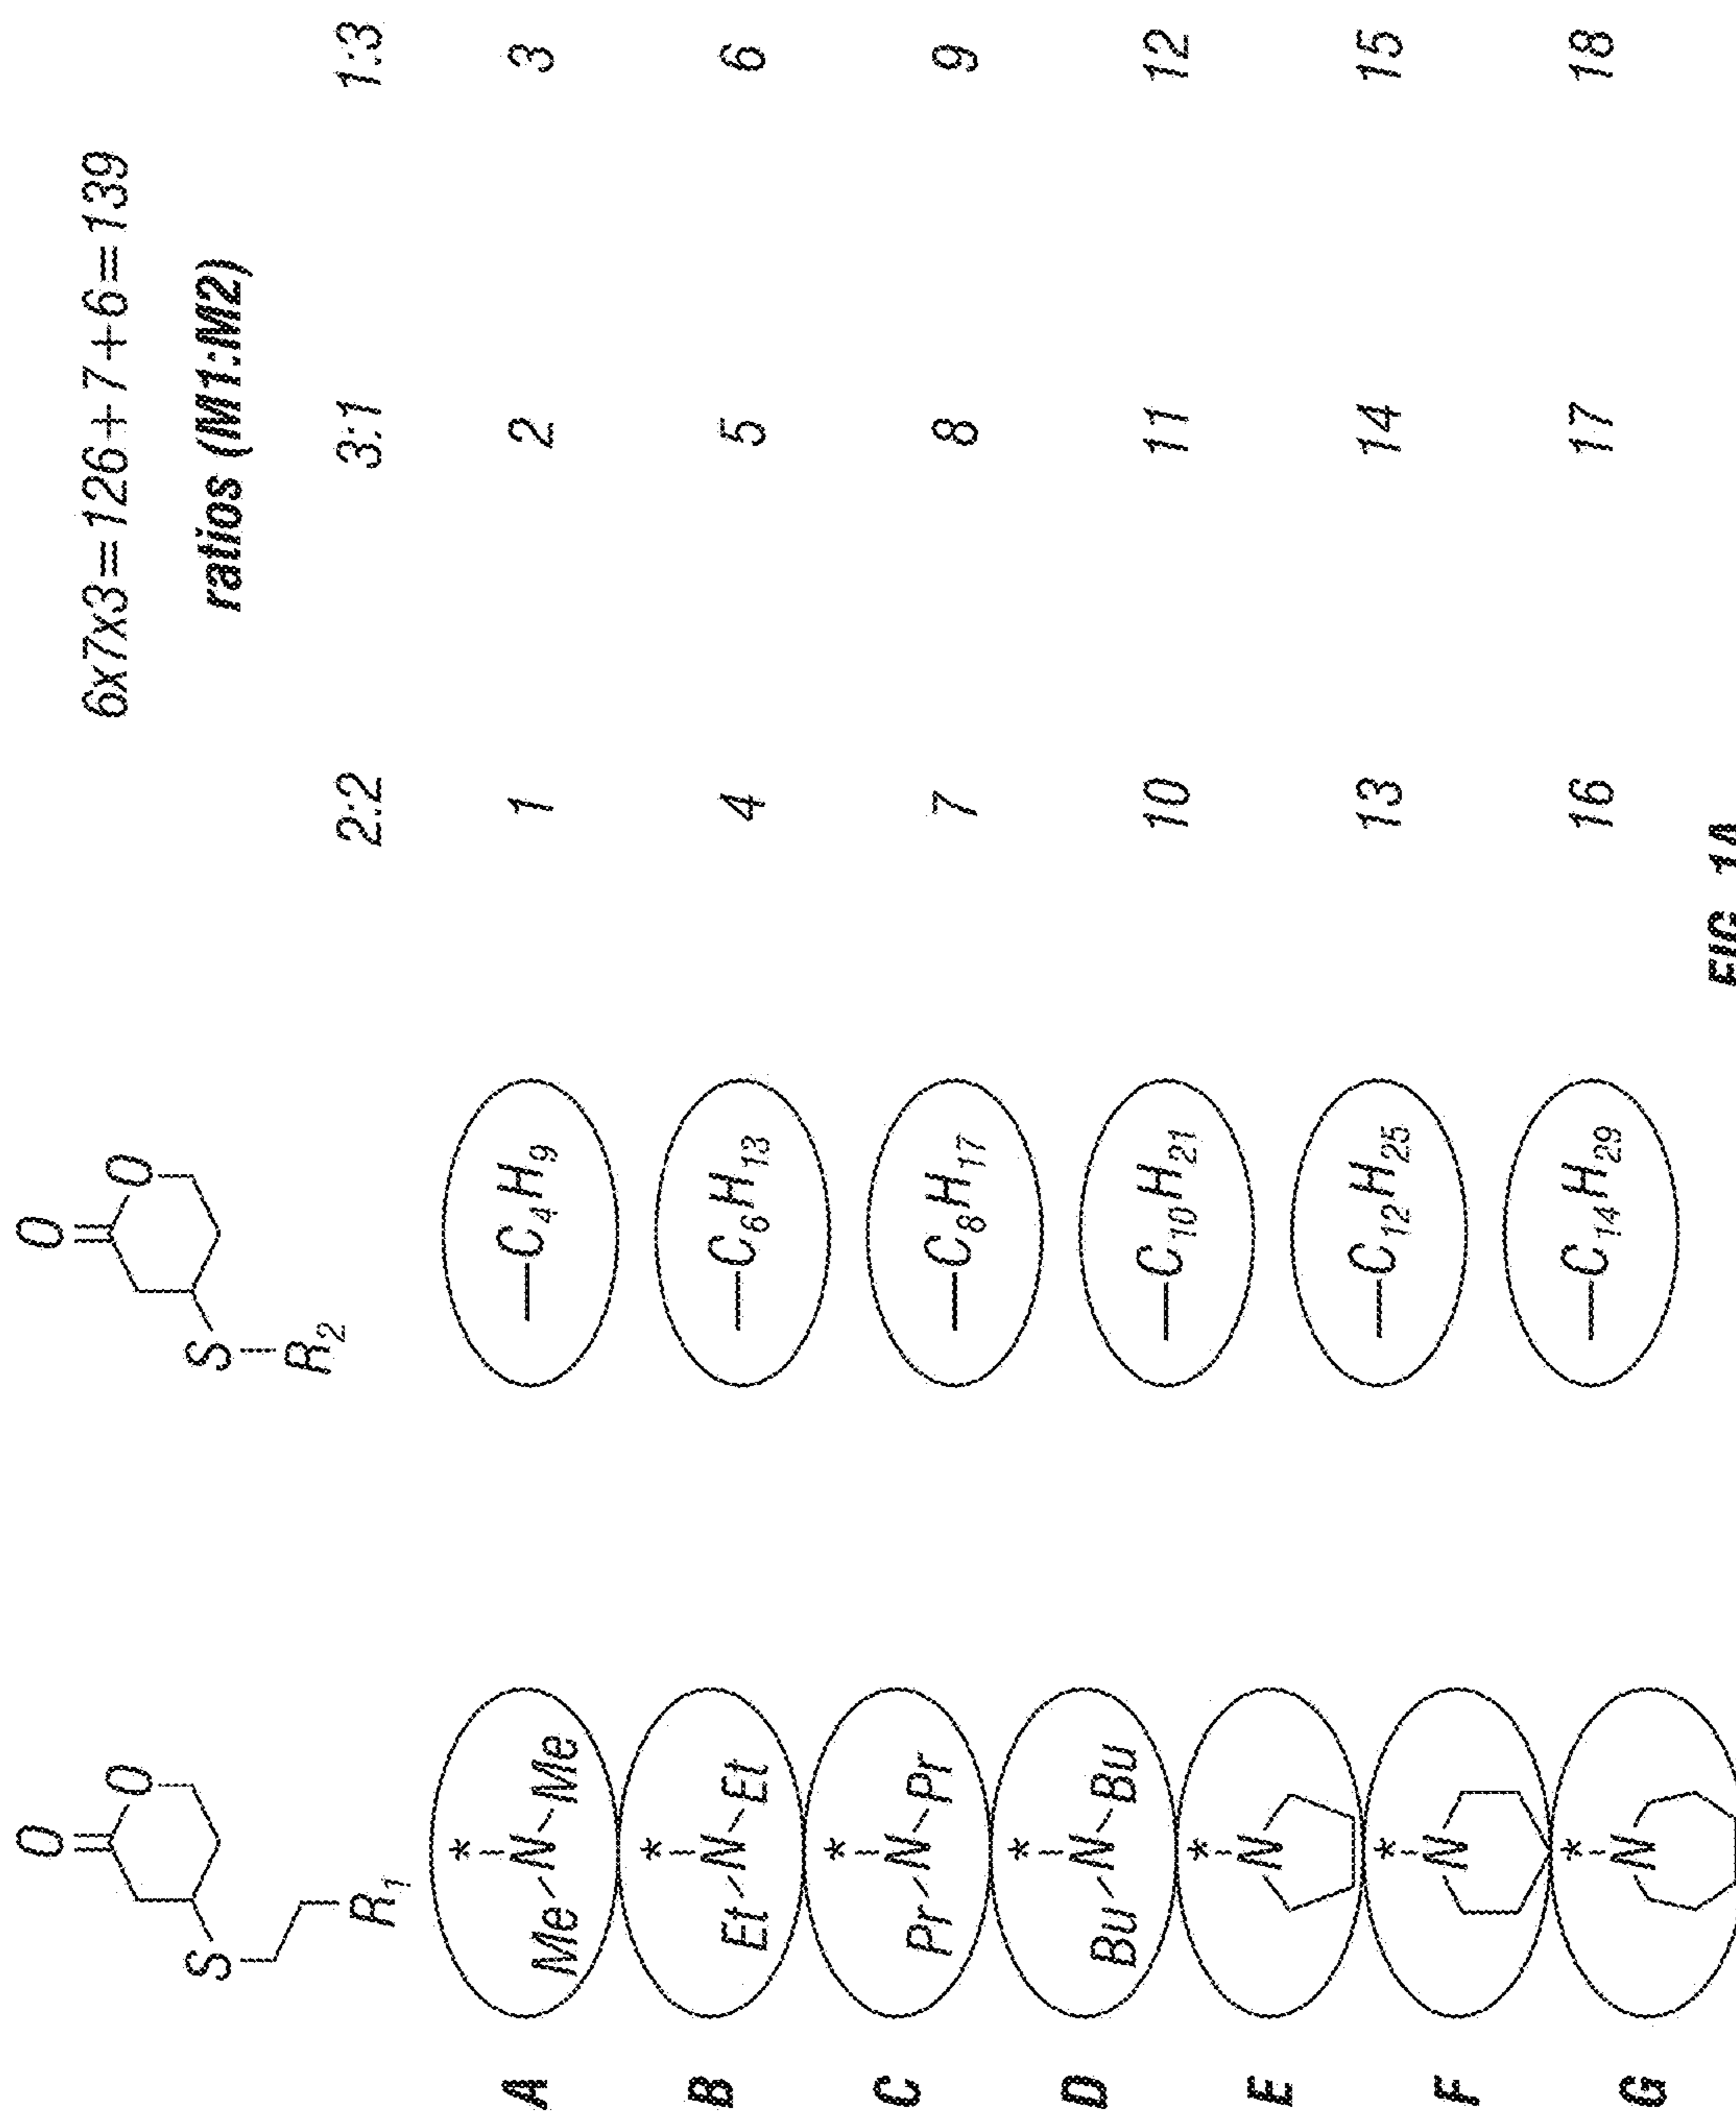 6x7x3=126+7+6=139
ratios (M1:M2)
O
O
S
R1
O
O
S
R2
2:2 3:1 1:3
A
*
Me N Me
—C4H9
1 2 3
B
*
Et N Et
—C6H13
4 5 6
C
*
Pr N Pr
—C8H17
7 8 9
D
*
Bu N Bu
—C10H21
10 11 12
E
*
N
—C12H25
13 14 15
F
*
N
—C14H29
16 17 18
G
*
N
FIG. 1A